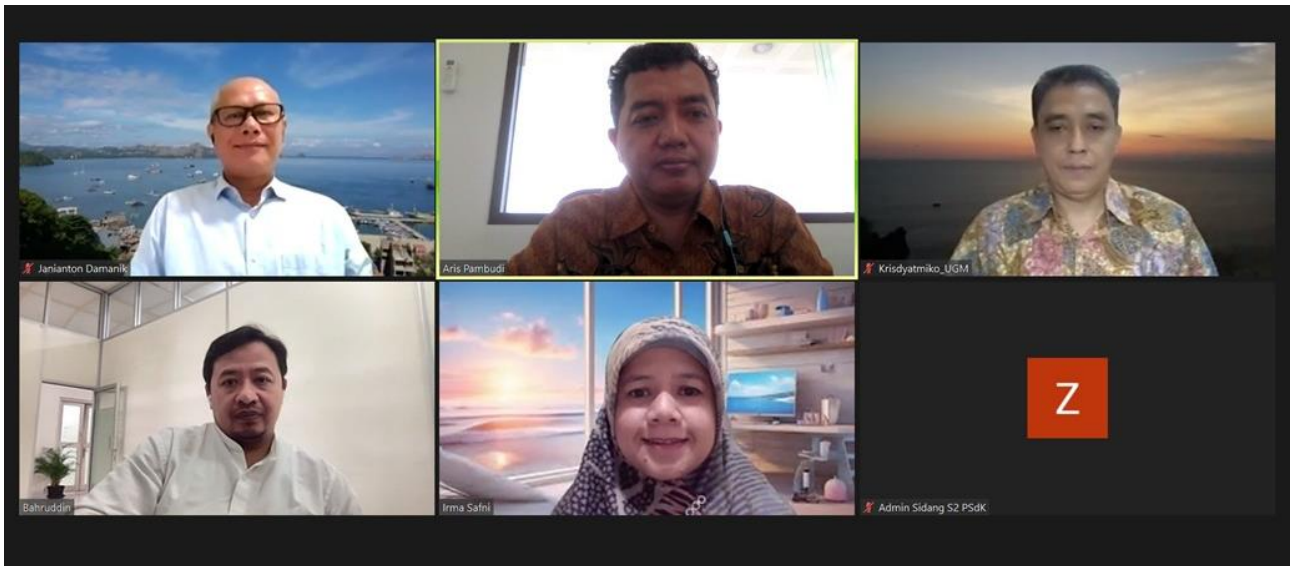 Janianton Damanik
Aris Pambudi
Krisdyatmiko_UGM
Bahruddin
Irma Safni
Z
Admin Sidang S2 PSdK